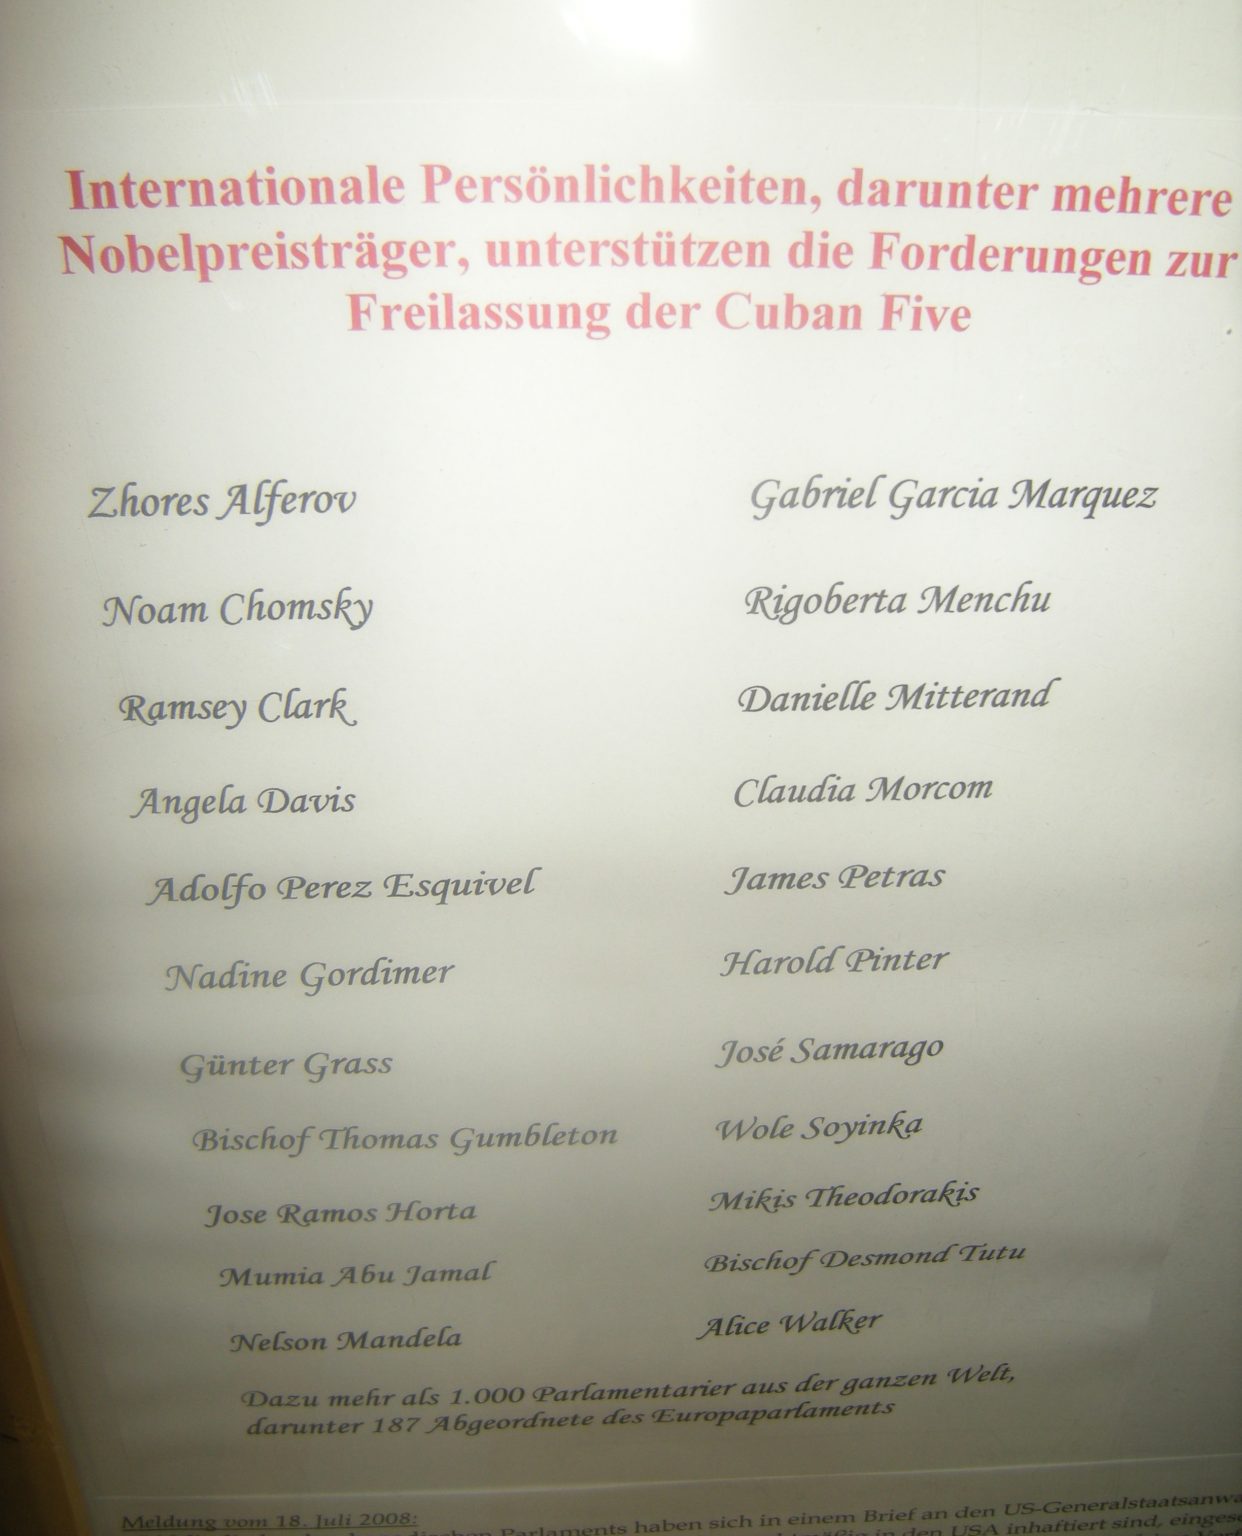 Internationale Persönlichkeiten, darunter mehrere
Nobelpreisträger, unterstützen die Forderungen zur
Freilassung der Cuban Five
Zhores Alferov
Noam Chomsky
Ramsey Clark
Angela Davis
Adolfo Perez Esquivel
Nadine Gordimer
Günter Grass
Bischof Thomas Gumbleton
Jose Ramos Horta
Mumia Abu Jamal
Nelson Mandela
Gabriel Garcia Marquez
Rigoberta Menchu
Danielle Mitterand
Claudia Morcom
James Petras
Harold Pinter
José Samarago
Wole Soyinka
Mikis Theodorakis
Bischof Desmond Tutu
Alice Walker
Dazu mehr als 1.000 Parlamentarier aus der ganzen Welt,
darunter 187 Abgeordnete des Europaparlaments
Meldung vom 18. Juli 2008:
Parlaments haben sich in einem Brief an den US-Generalstaatsanwa
in den USA inhaftiert sind,